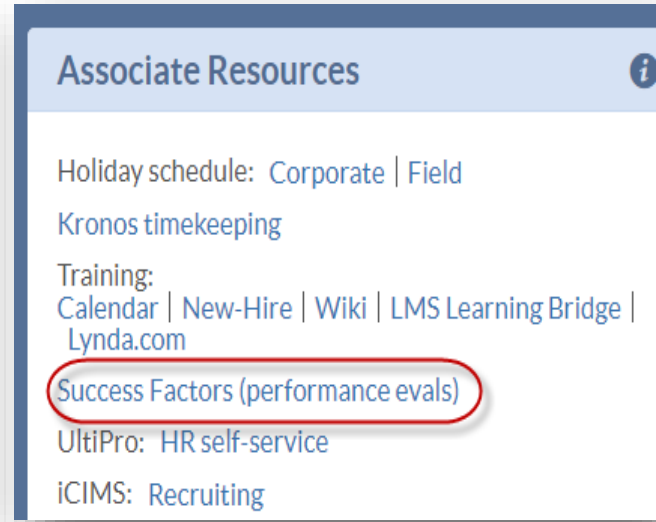 Associate Resources
Holiday schedule: Corporate | Field
Kronos timekeeping
Training:
Calendar | New-Hire | Wiki | LMS Learning Bridge |
Lynda.com
Success Factors (performance evals)
UltiPro: HR self-service
iCIMS: Recruiting